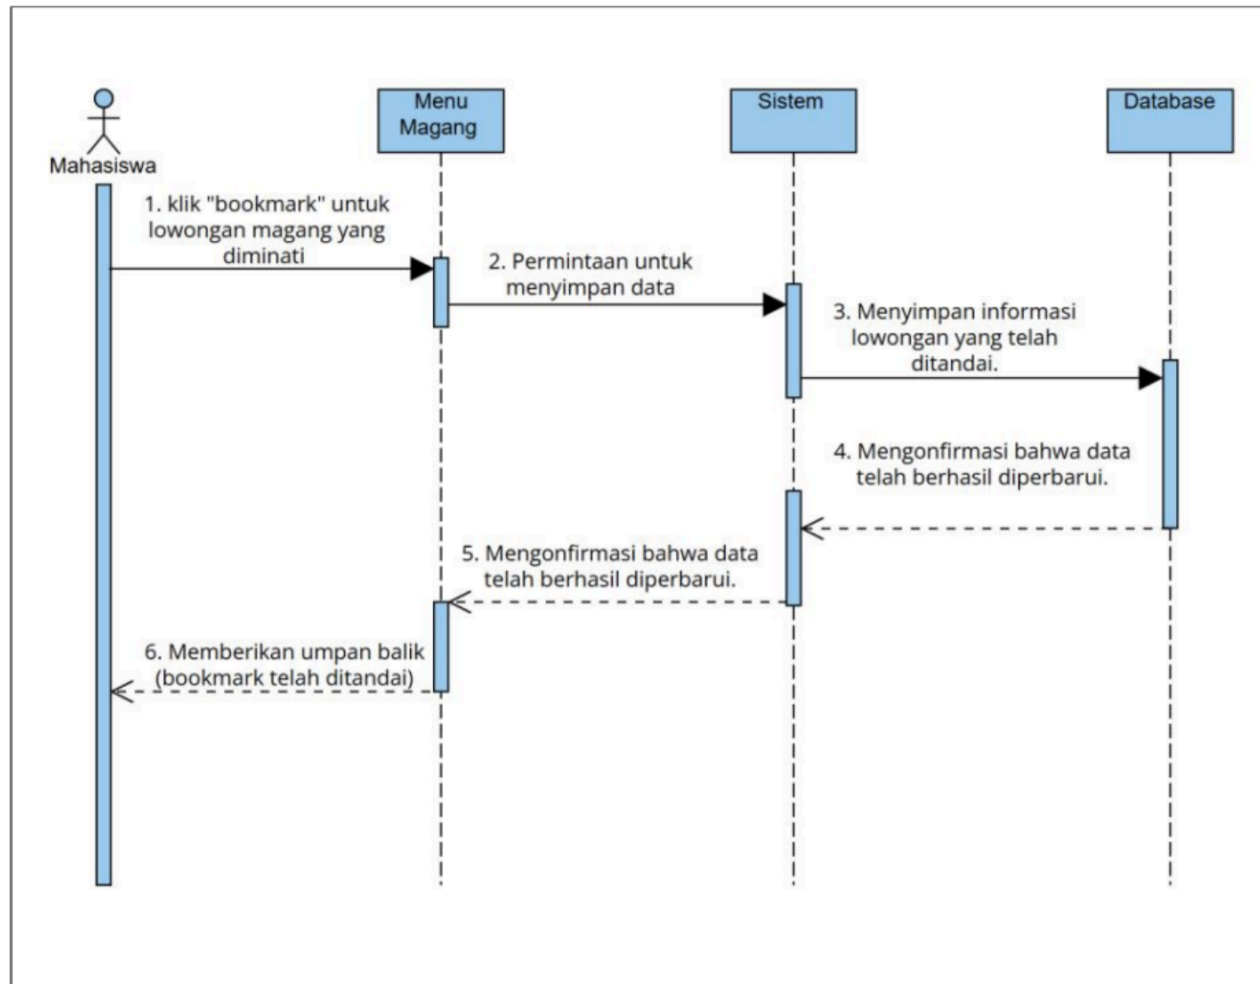 Mahasiswa
Menu
Magang
Sistem
Database
1. klik "bookmark" untuk
lowongan magang yang
diminati
2. Permintaan untuk
menyimpan data
3. Menyimpan informasi
lowongan yang telah
ditandai.
4. Mengonfirmasi bahwa data
telah berhasil diperbarui.
5. Mengonfirmasi bahwa data
telah berhasil diperbarui.
6. Memberikan umpan balik
(bookmark telah ditandai)